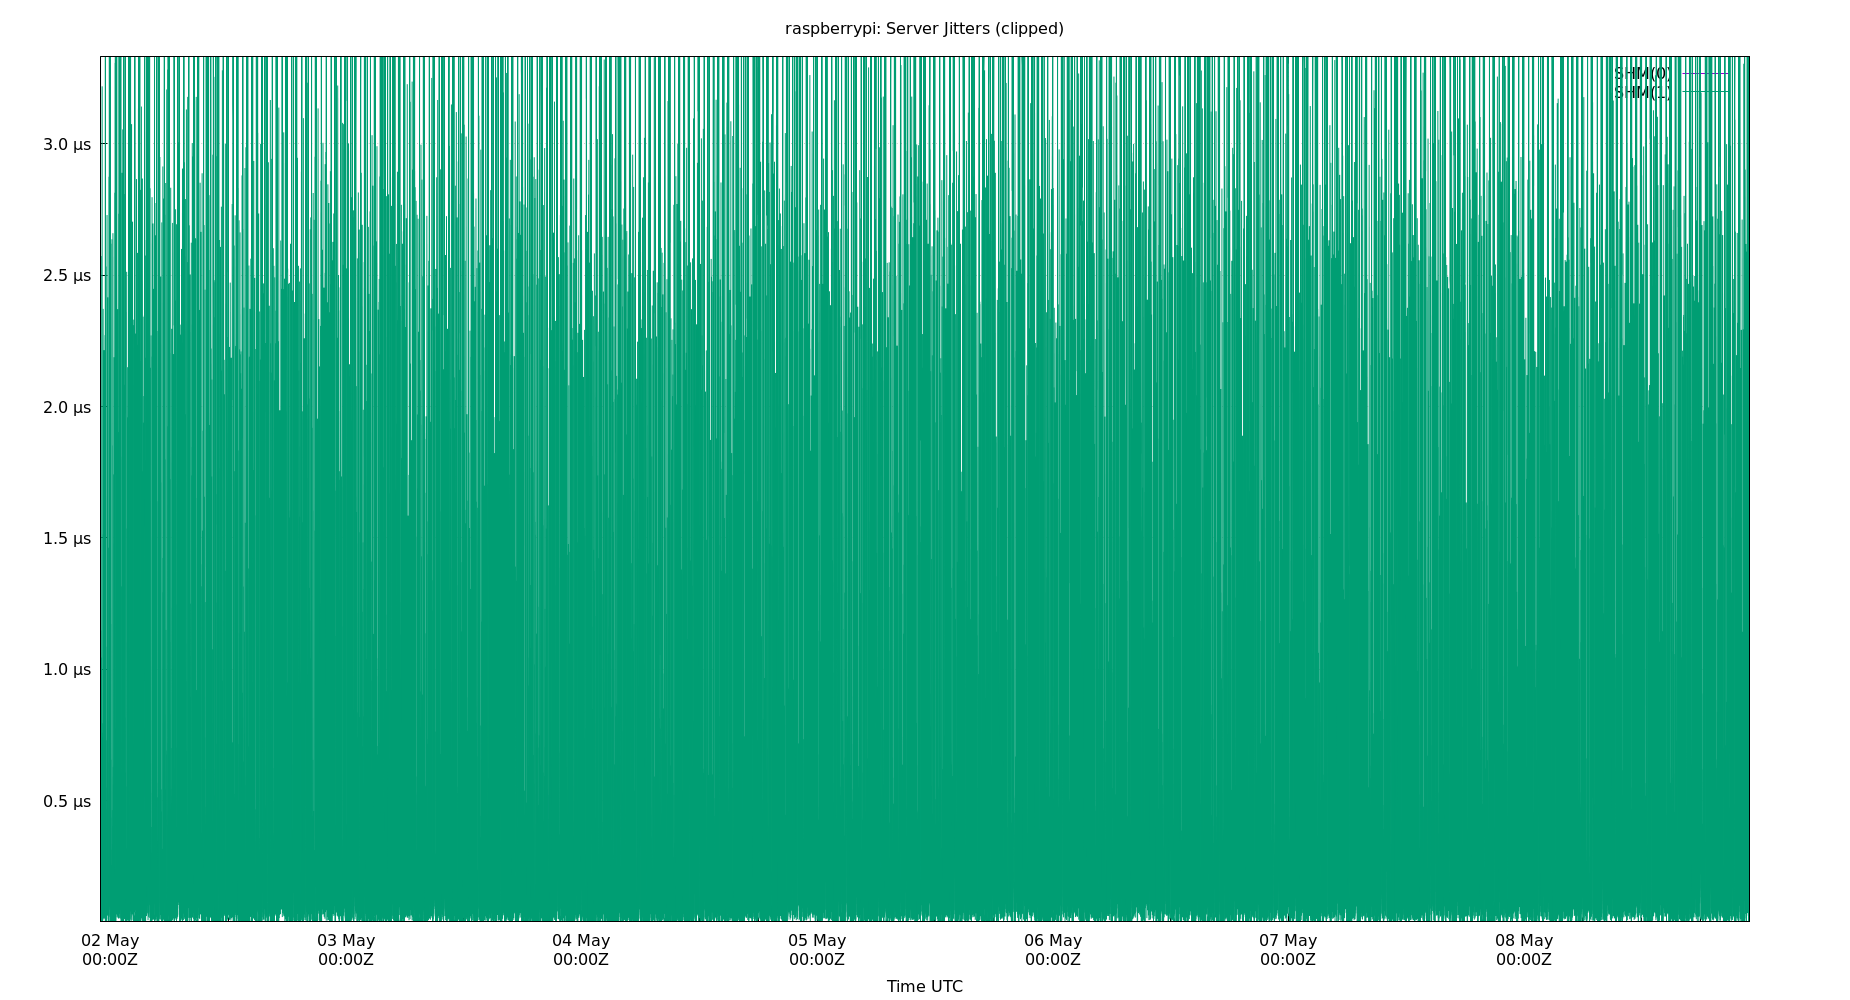 raspberrypi: Server Jitters (clipped)
SHM(0)
SHM(1)
3.0 µs
2.5 µs
2.0 µs
1.5 µs
1.0 µs
0.5 µs
02 May 03 May 04 May 05 May 06 May 07 May 08 May
00:00Z 00:00Z 00:00Z 00:00Z 00:00Z 00:00Z 00:00Z
Time UTC